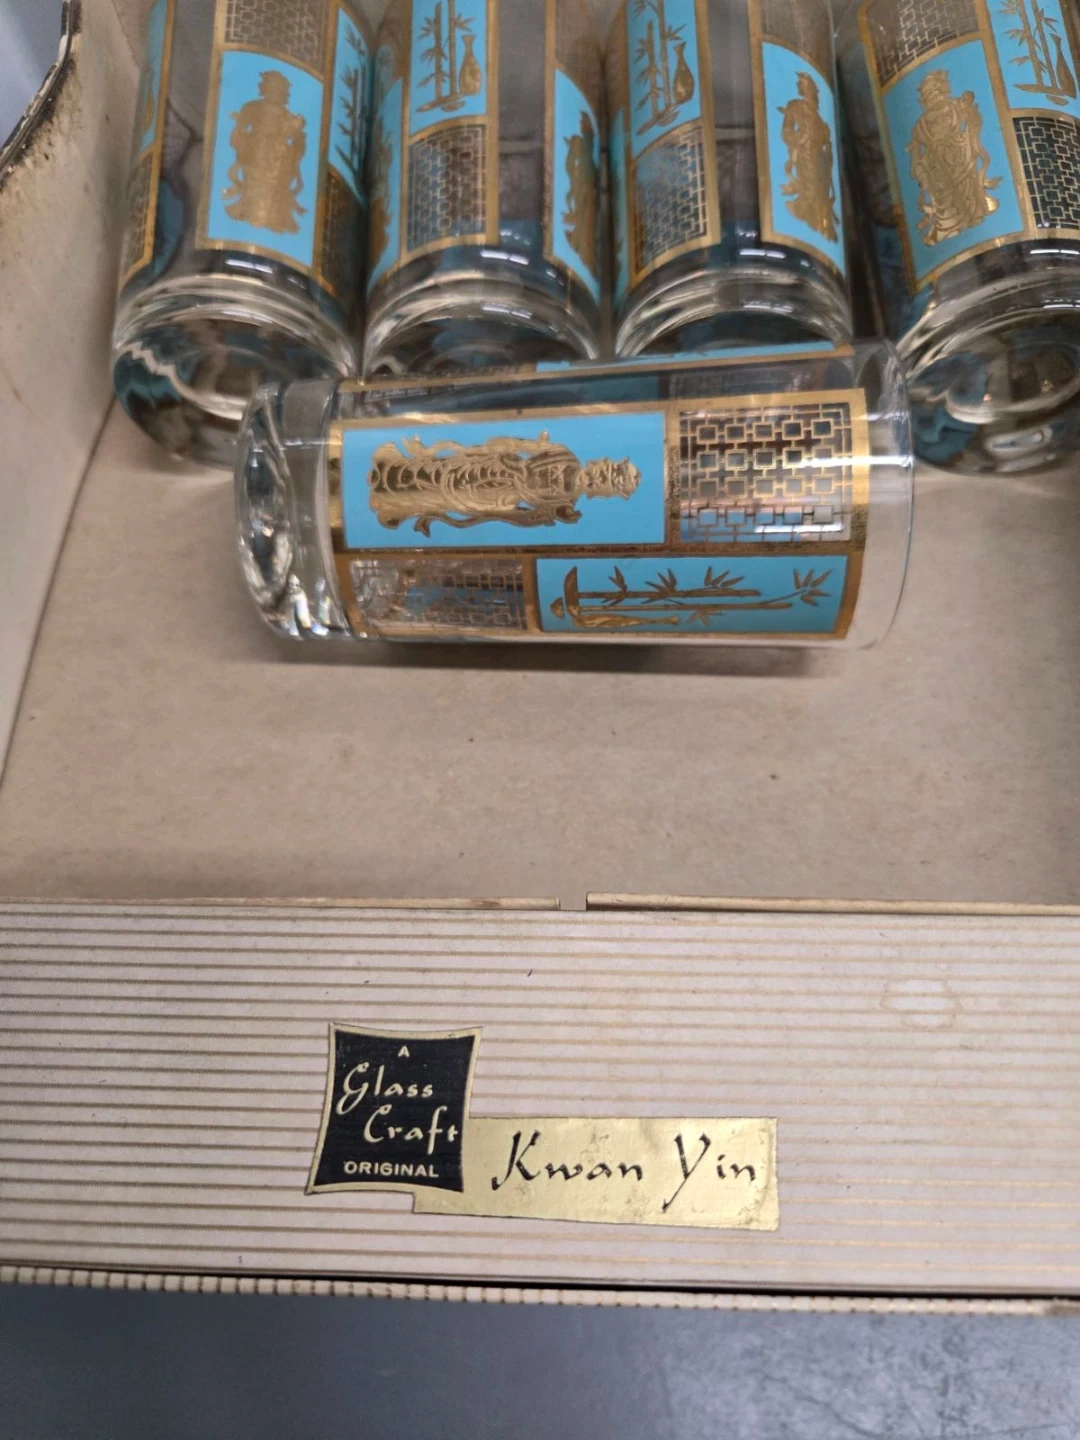 A
Glass
Craft
ORIGINAL
Kwan Yin